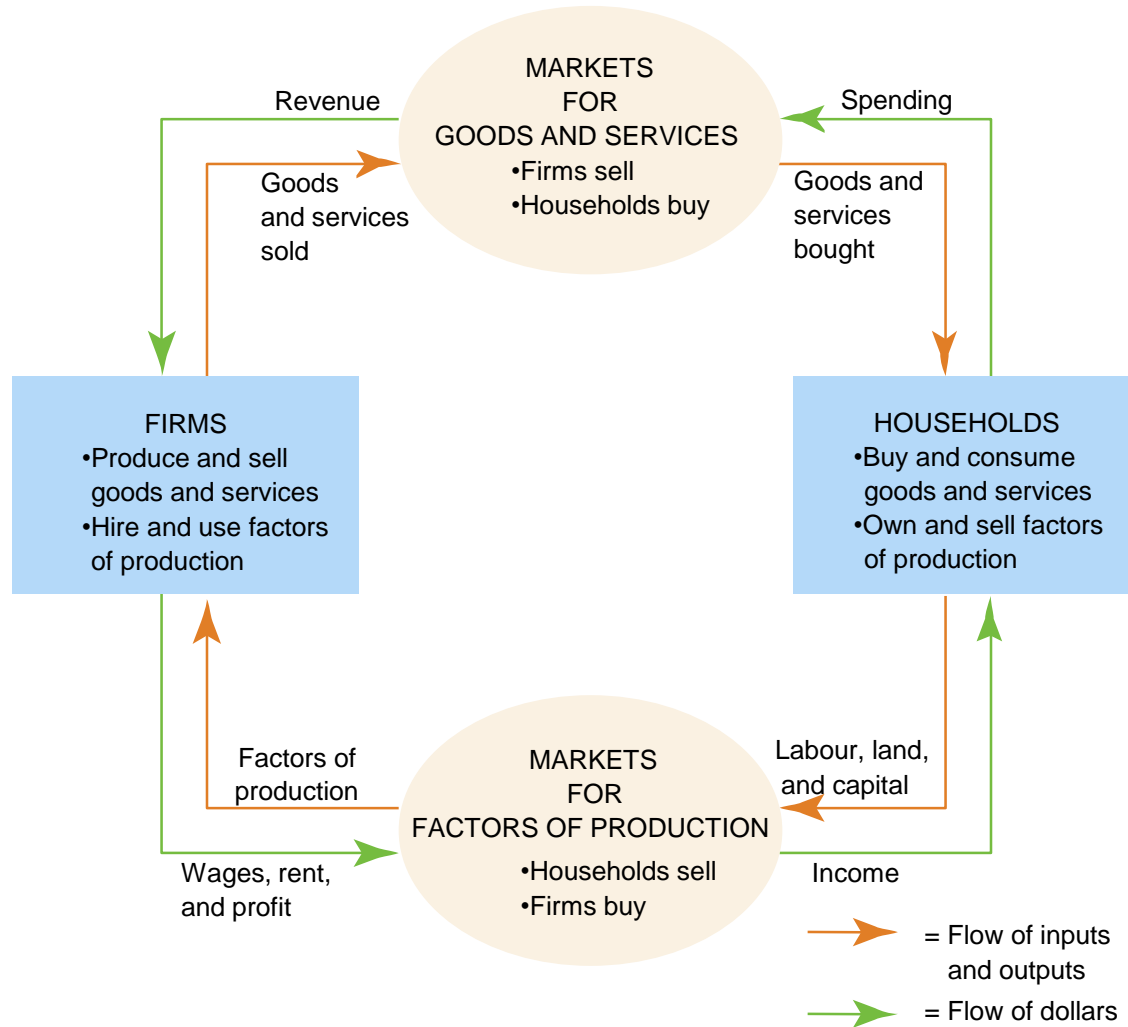 MARKETS
FOR
GOODS AND SERVICES
•Firms sell
•Households buy
Revenue
Spending
Goods
and services
sold
Goods and
services
bought
FIRMS
•Produce and sell
goods and services
•Hire and use factors
of production
HOUSEHOLDS
•Buy and consume
goods and services
•Own and sell factors
of production
Factors of
production
Labour, land,
and capital
MARKETS
FOR
FACTORS OF PRODUCTION
•Households sell
•Firms buy
Wages, rent,
and profit
Income
= Flow of inputs
and outputs
= Flow of dollars